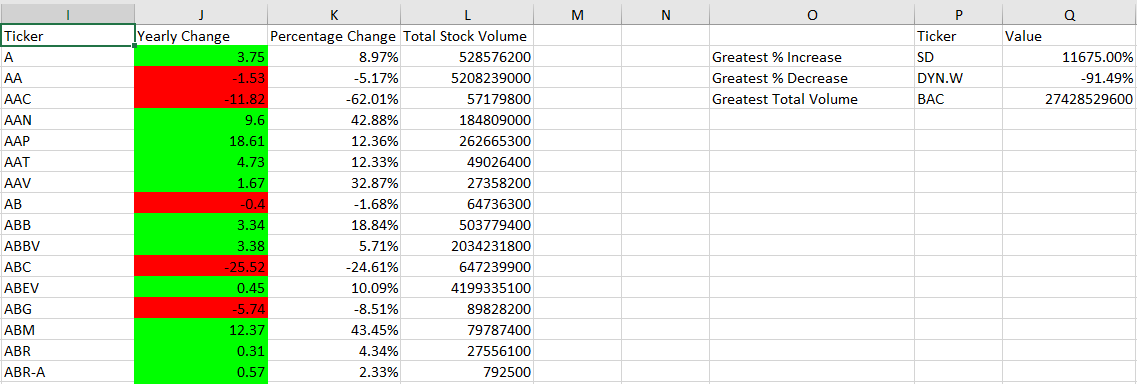 I J K L M N O P Q
Ticker Yearly Change Percentage Change Total Stock Volume Ticker Value
A 3.75 8.97% 528576200 Greatest % Increase SD 11675.00%
AA -1.53 -5.17% 5208239000 Greatest % Decrease DYN.W -91.49%
AAC -11.82 -62.01% 57179800 Greatest Total Volume BAC 27428529600
AAN 9.6 42.88% 184809000
AAP 18.61 12.36% 262665300
AAT 4.73 12.33% 49026400
AAV 1.67 32.87% 27358200
AB -0.4 -1.68% 64736300
ABB 3.34 18.84% 503779400
ABBV 3.38 5.71% 2034231800
ABC -25.52 -24.61% 647239900
ABEV 0.45 10.09% 4199335100
ABG -5.74 -8.51% 89828200
ABM 12.37 43.45% 79787400
ABR 0.31 4.34% 27556100
ABR-A 0.57 2.33% 792500